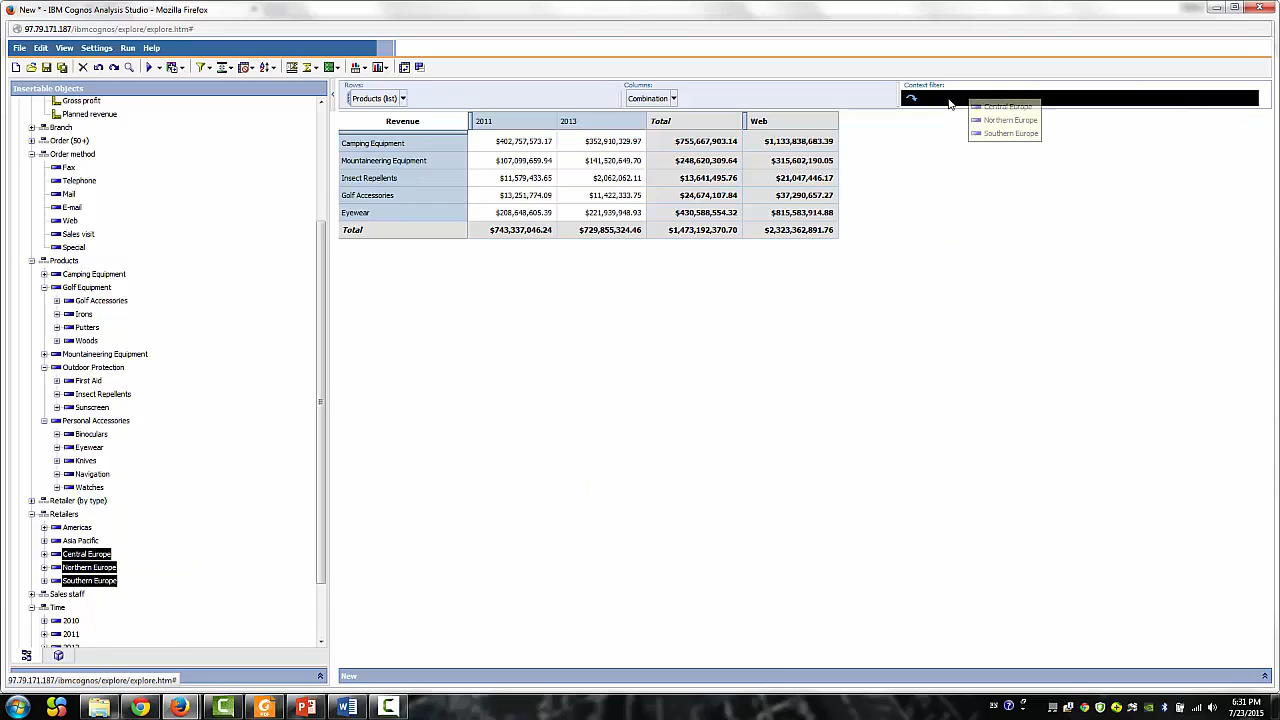 New * - IBM Cognos Analysis Studio - Mozilla Firefox
97.79.171.187/ibmcognos/explore/explore.htm#
File Edit View Settings Run Help
Insertable Objects
Gross profit
Planned revenue
Branch
Order (50+)
Order method
Fax
Telephone
Mail
E-mail
Web
Sales visit
Special
Products
Camping Equipment
Golf Equipment
Golf Accessories
Irons
Putters
Woods
Mountaineering Equipment
Outdoor Protection
First Aid
Insect Repellents
Sunscreen
Personal Accessories
Binoculars
Eyewear
Knives
Navigation
Watches
Retailer (by type)
Retailers
Americas
Asia Pacific
Central Europe
Northern Europe
Southern Europe
Sales staff
Time
2010
2011
97.79.171.187/ibmcognos/explore/explore.htm#
Rows: Columns: Context filter:
Products (list) Combination
Central Europe
Northern Europe
Southern Europe
Revenue 2011 2013 Total Web
Camping Equipment $402,757,573.17 $352,910,329.97 $755,667,903.14 $1,133,838,683.39
Mountaineering Equipment $107,099,659.94 $141,520,649.70 $248,620,309.64 $315,602,190.05
Insect Repellents $11,579,433.65 $2,062,062.11 $13,641,495.76 $21,047,446.17
Golf Accessories $13,251,774.09 $11,422,333.75 $24,674,107.84 $37,290,657.27
Eyewear $208,648,605.39 $221,939,948.93 $430,588,554.32 $815,583,914.88
Total $743,337,046.24 $729,855,324.46 $1,473,192,370.70 $2,323,362,891.76
New
6:31 PM
7/23/2015